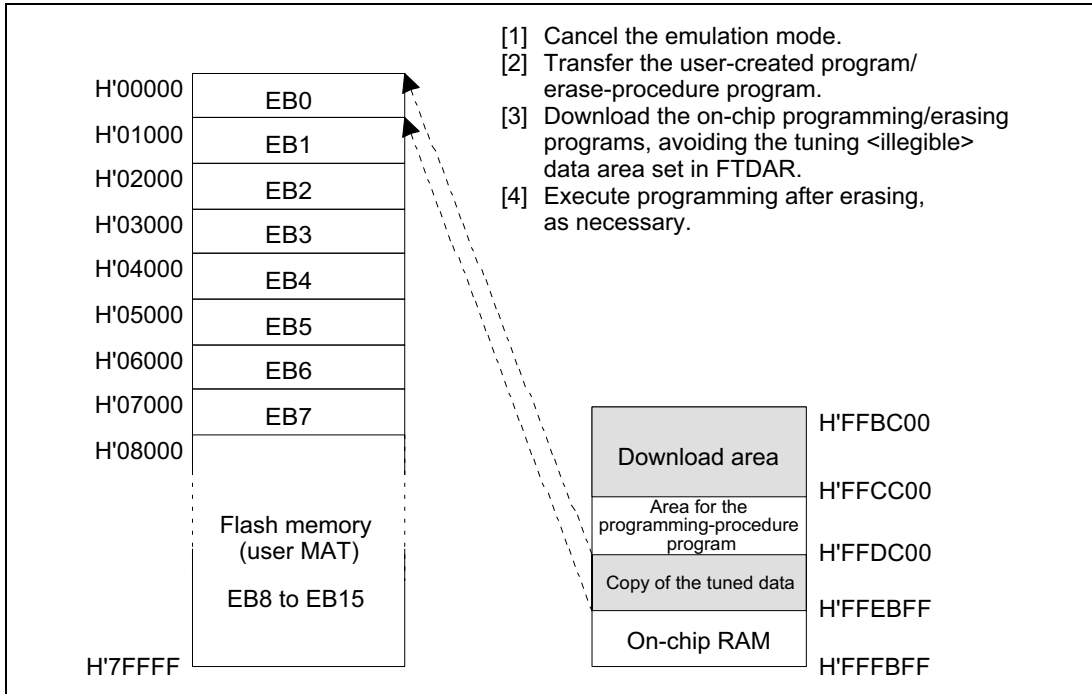 [1] Cancel the emulation mode.
[2] Transfer the user-created program/
erase-procedure program.
[3] Download the on-chip programming/erasing
programs, avoiding the tuning <illegible>
data area set in FTDAR.
[4] Execute programming after erasing,
as necessary.
H'00000
EB0
H'01000
EB1
H'02000
EB2
H'03000
EB3
H'04000
EB4
H'05000
EB5
H'06000
EB6
H'07000
EB7
H'08000
Flash memory
(user MAT)
EB8 to EB15
H'7FFFF
H'FFBC00
Download area
H'FFCC00
Area for the
programming-procedure
program
H'FFDC00
Copy of the tuned data
H'FFEBFF
On-chip RAM
H'FFFBFF